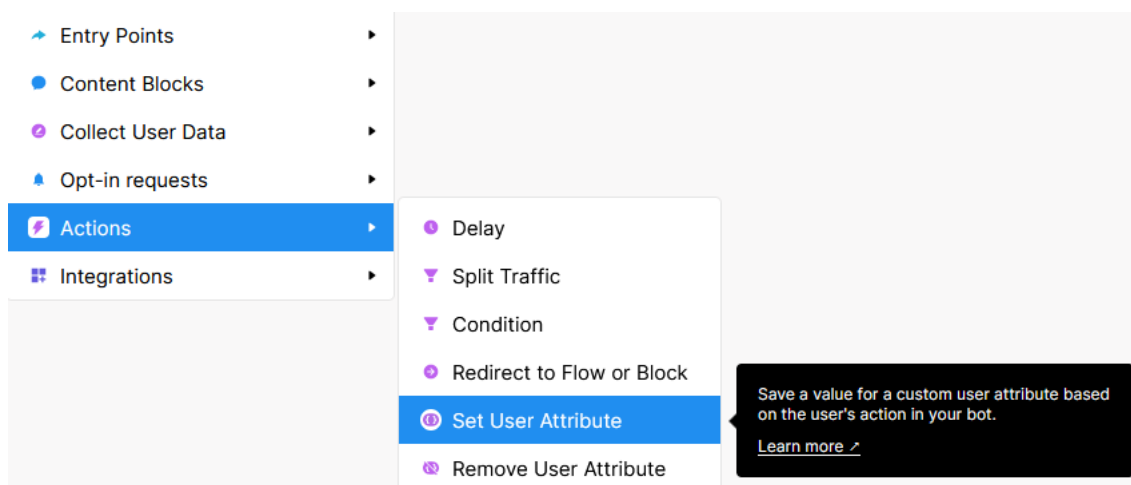 Entry Points
Content Blocks
Collect User Data
Opt-in requests
Actions
Integrations
Delay
Split Traffic
Condition
Redirect to Flow or Block
Set User Attribute
Remove User Attribute
Save a value for a custom user attribute based
on the user's action in your bot.
Learn more ↗